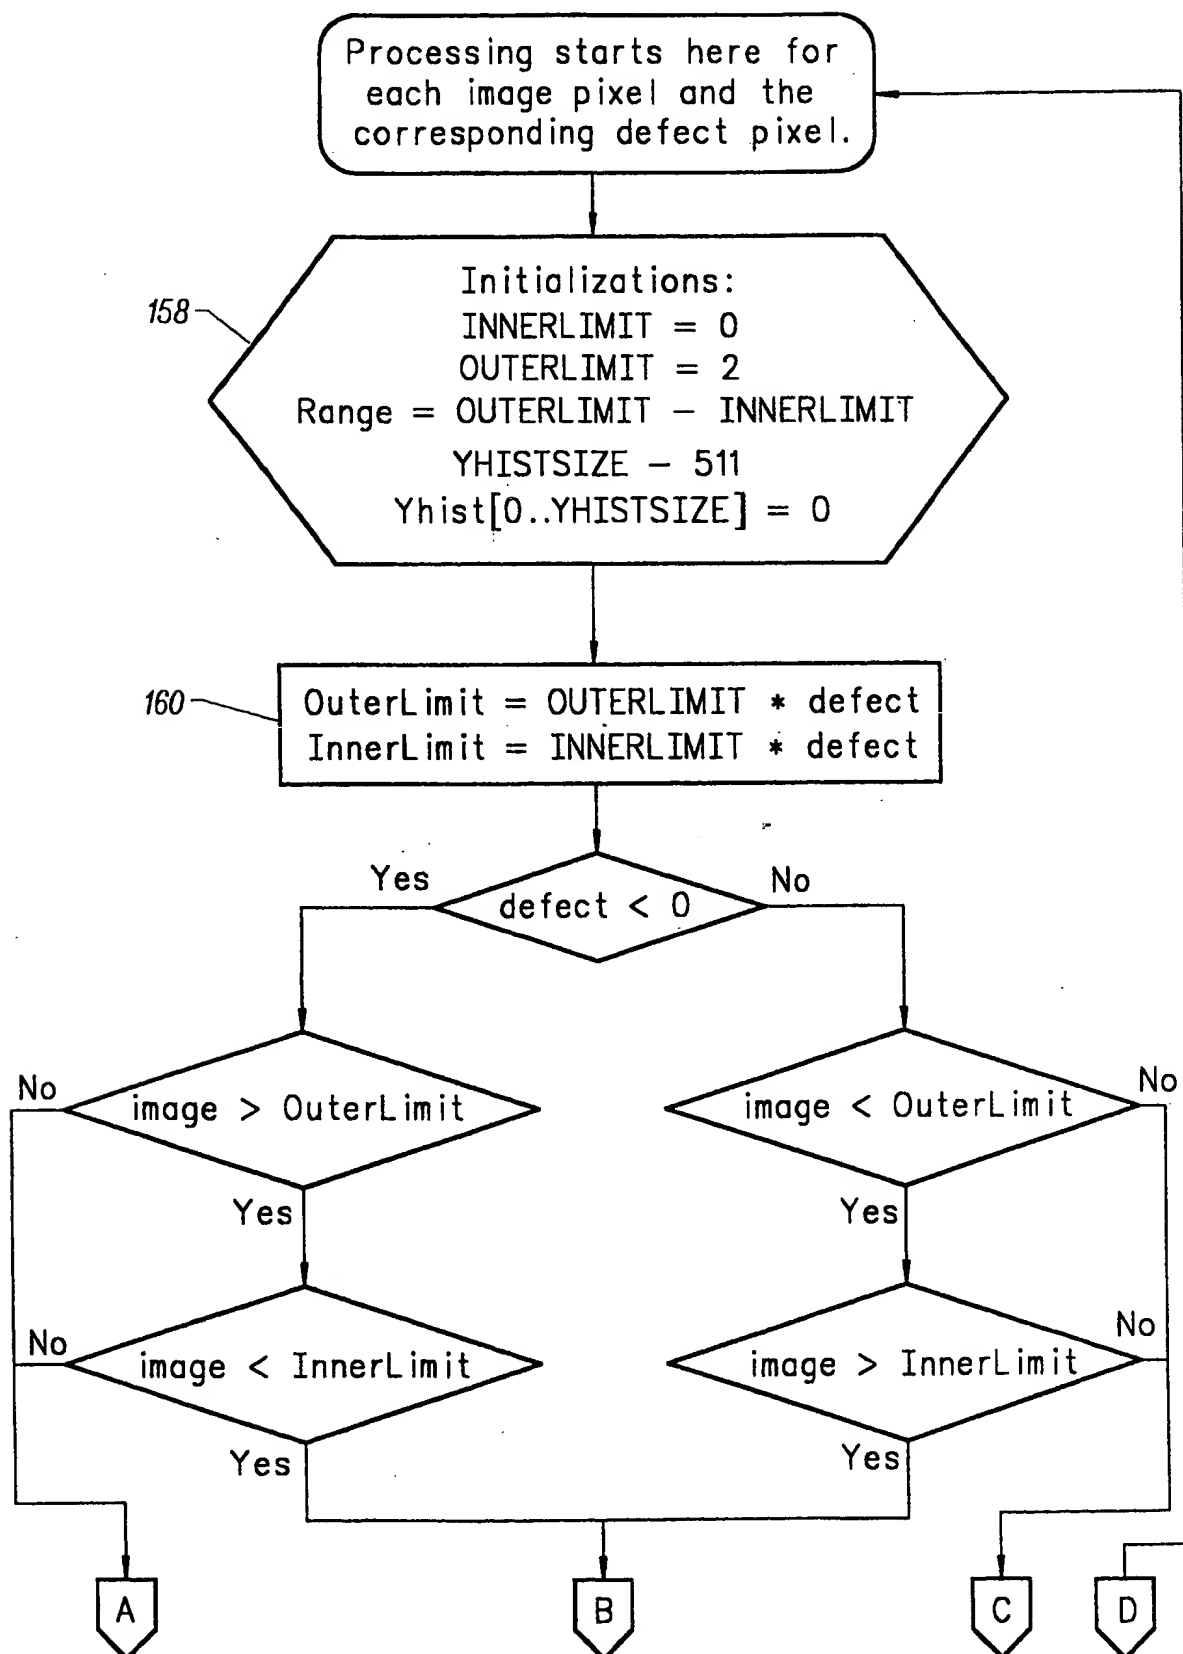 Processing starts here for
each image pixel and the
corresponding defect pixel.
158
Initializations:
INNERLIMIT = 0
OUTERLIMIT = 2
Range = OUTERLIMIT - INNERLIMIT
YHISTSIZE - 511
Yhist[0..YHISTSIZE] = 0
160
OuterLimit = OUTERLIMIT * defect
InnerLimit = INNERLIMIT * defect
Yes
defect < 0
No
No
image > OuterLimit
image < OuterLimit
No
Yes
Yes
No
image < InnerLimit
image > InnerLimit
No
Yes
Yes
A
B
C
D